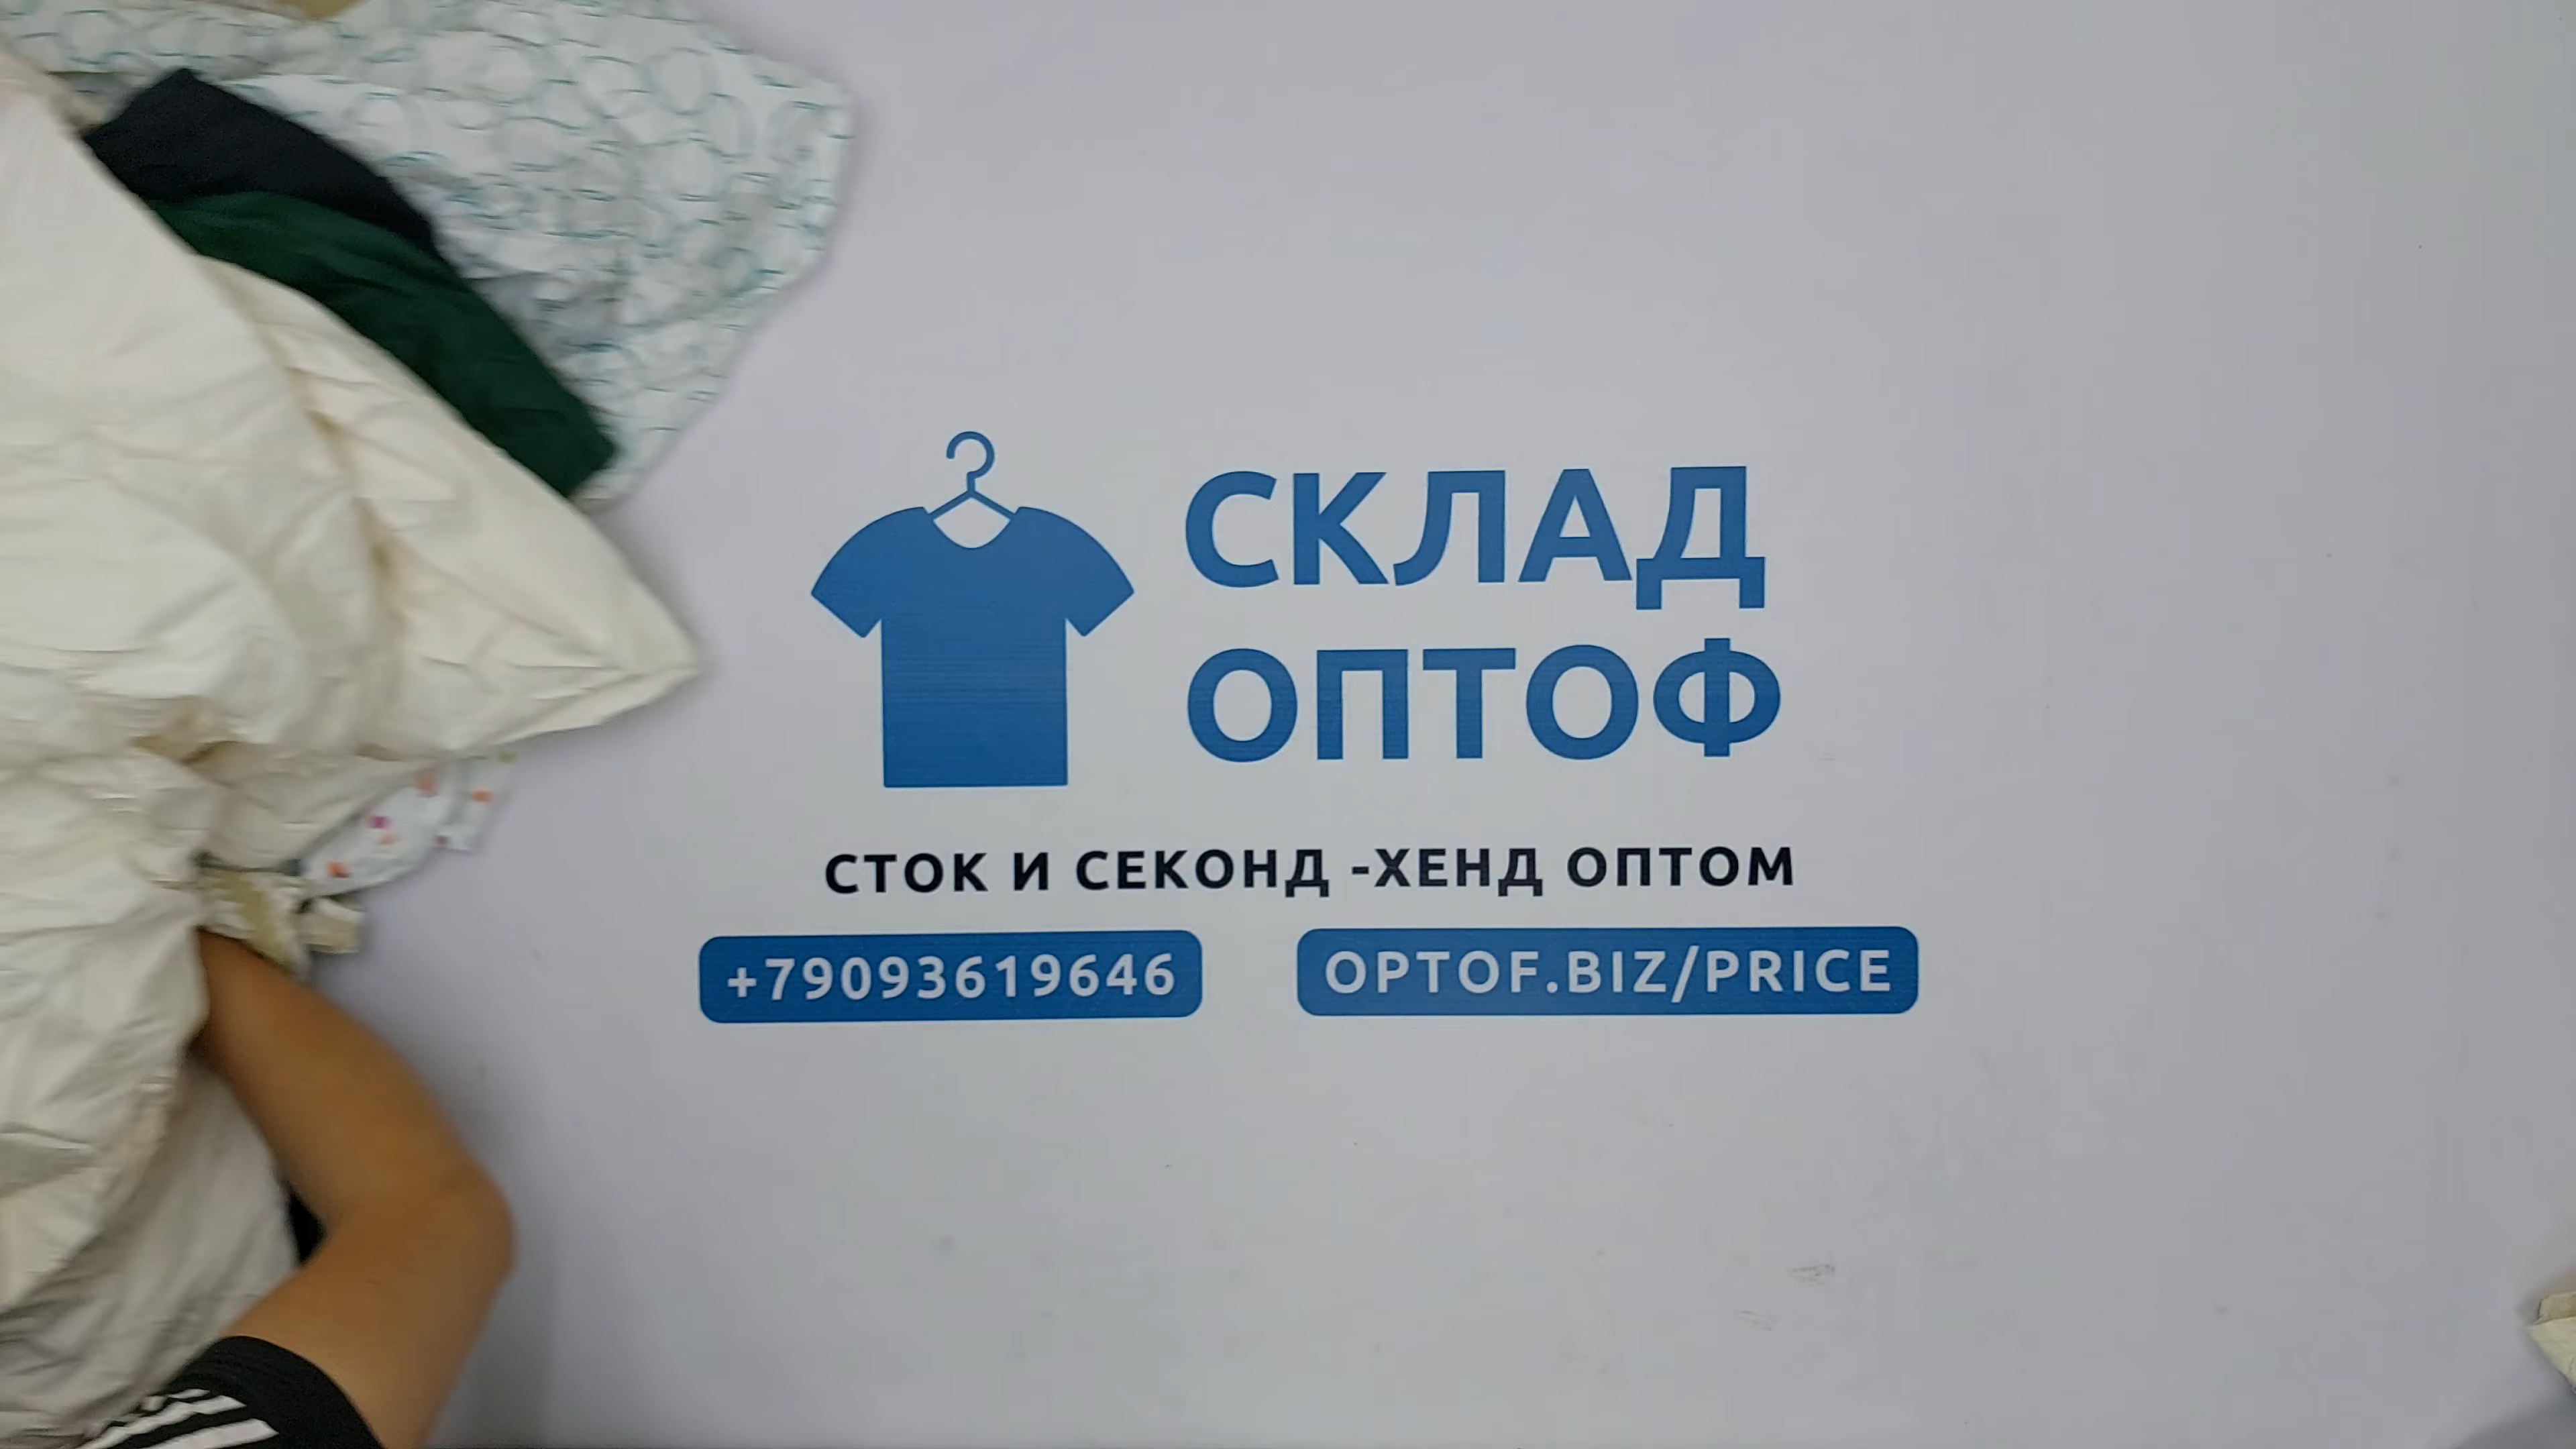 СКЛАД
ОПТОФ
СТОК И СЕКОНД -ХЕНД ОПТОМ
+79093619646
OPTOF.BIZ/PRICE